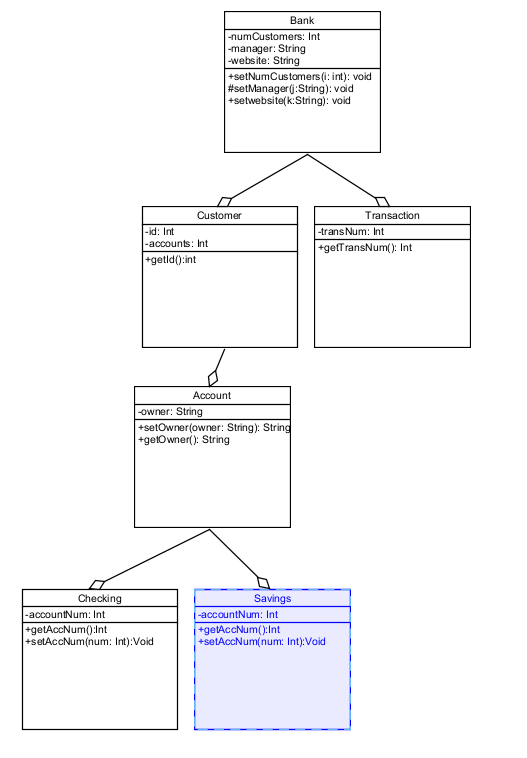 Bank
-numCustomers: Int
-manager: String
-website: String
+setNumCustomers(i: int): void
#setManager(j:String): void
+setwebsite(k:String): void
Customer
-id: Int
-accounts: Int
+getId():int
Transaction
-transNum: Int
+getTransNum(): Int
Account
-owner: String
+setOwner(owner: String): String
+getOwner(): String
Checking
-accountNum: Int
+getAccNum():Int
+setAccNum(num: Int):Void
Savings
-accountNum: Int
+getAccNum():Int
+setAccNum(num: Int):Void